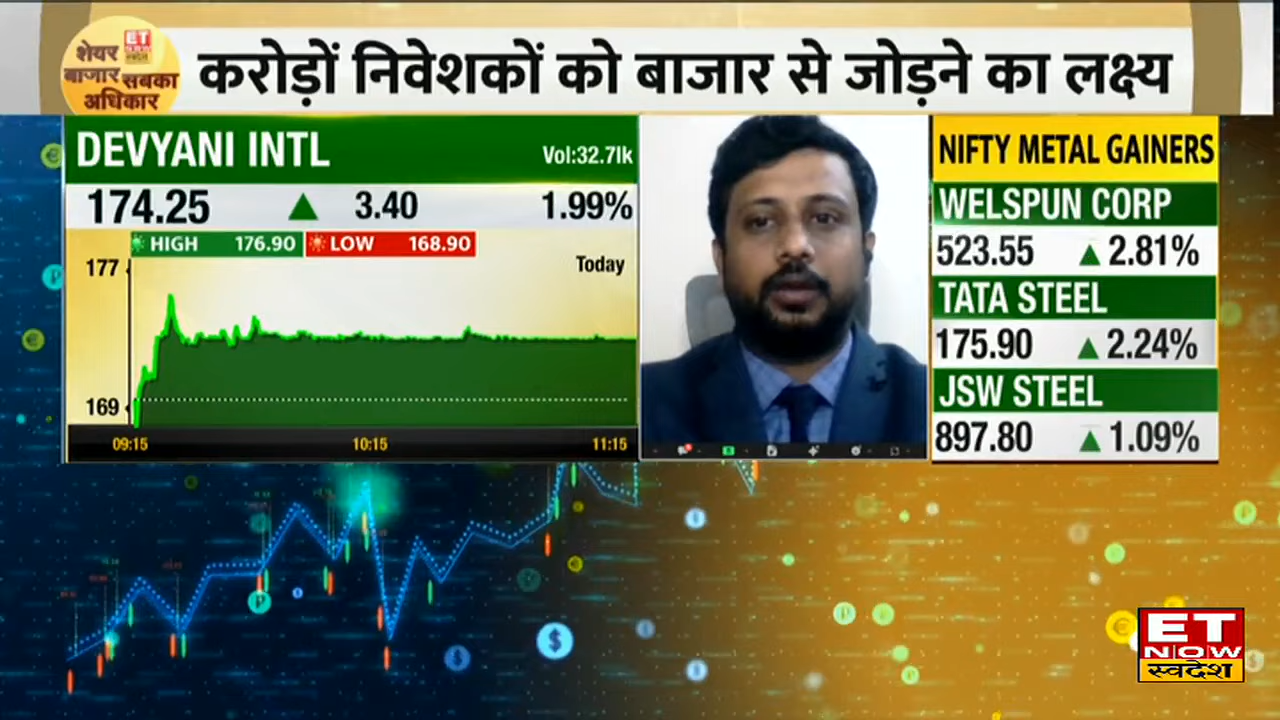 शेयर
ET
NOW
स्वदेश
बाजार सबका
अधिकार
करोड़ों निवेशकों को बाजार से जोड़ने का लक्ष्य
DEVYANI INTL
Vol:32.7lk
174.25 ▲ 3.40 1.99%
HIGH 176.90 LOW 168.90
Today
177
169
09:15 10:15 11:15
NIFTY METAL GAINERS
WELSPUN CORP
523.55 ▲ 2.81%
TATA STEEL
175.90 ▲ 2.24%
JSW STEEL
897.80 ▲ 1.09%
ET
NOW
स्वदेश